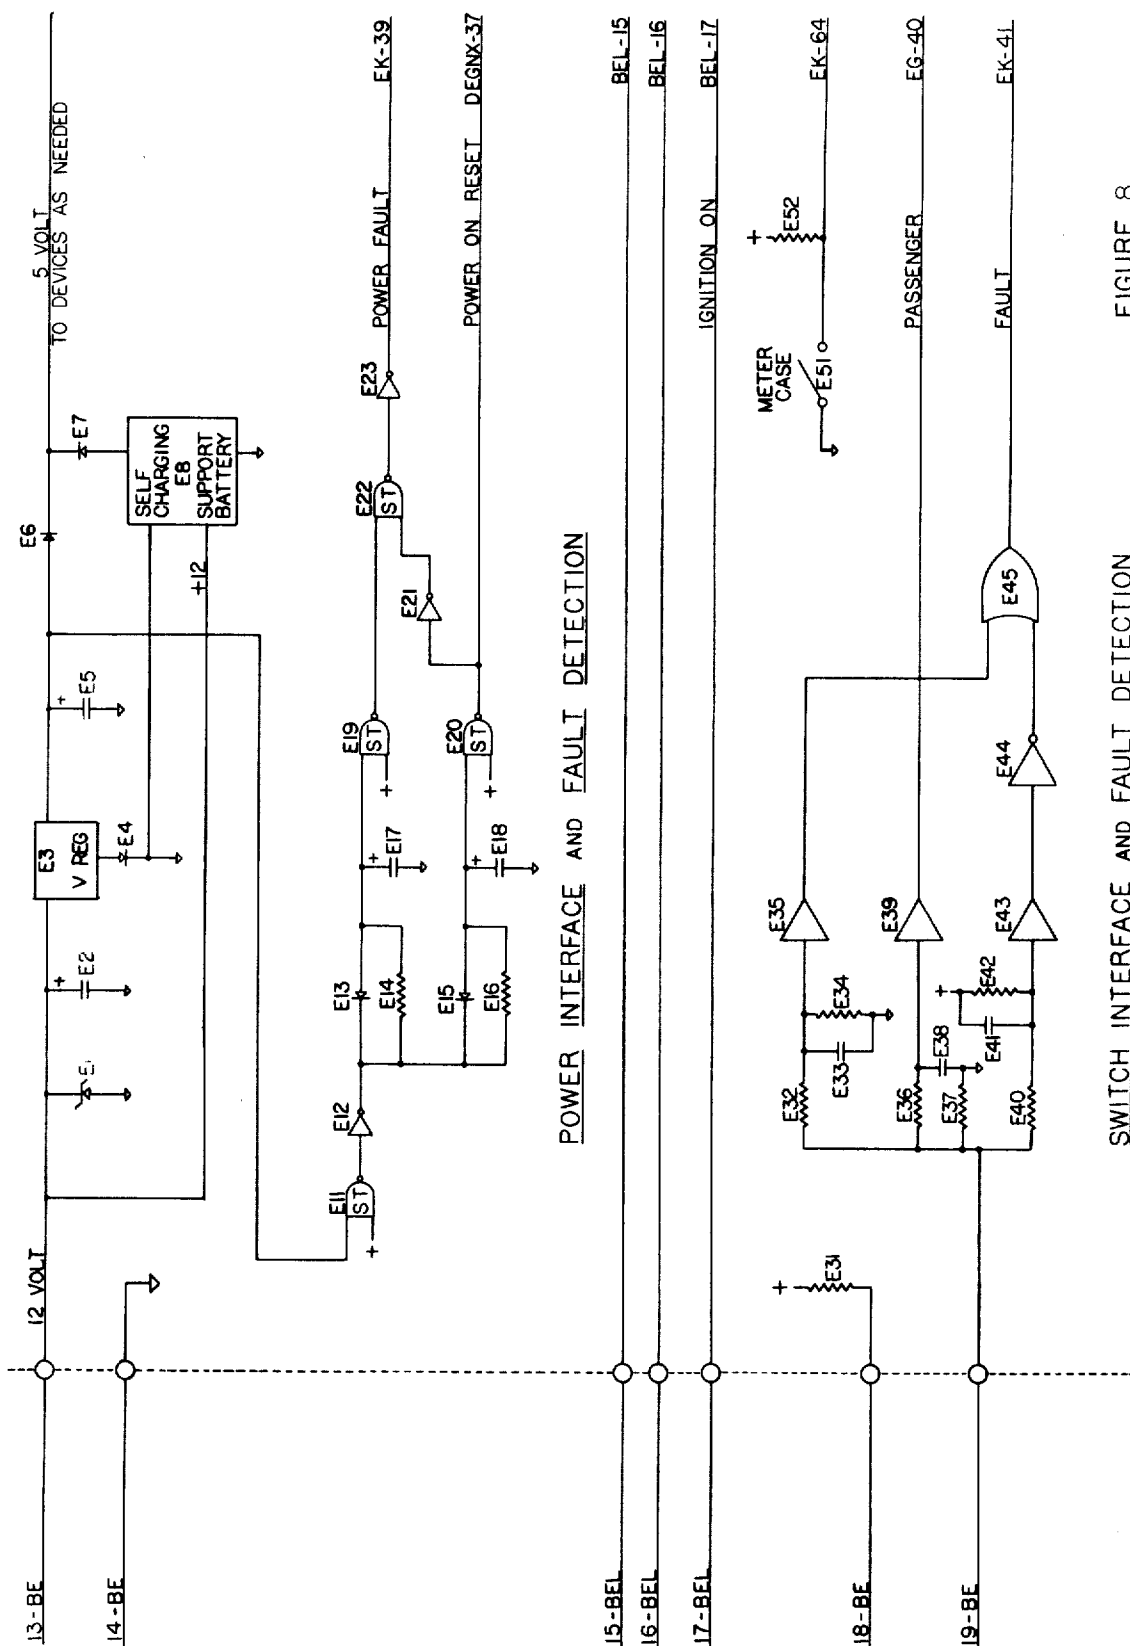 13-BE
12 VOLT
5 VOLT
TO DEVICES AS NEEDED
14-BE
E1
E2
E3
V REG
E4
E5
E6
E7
SELF
CHARGING
E8
SUPPORT
BATTERY
+12
E11
ST
+
E12
E13
E14
E15
E16
+
E17
+
E18
E19
ST
+
E20
ST
+
E21
E22
ST
E23
POWER FAULT
EK-39
POWER ON RESET
DEGNX-37
POWER INTERFACE AND FAULT DETECTION
15-BEL
BEL-15
16-BEL
BEL-16
17-BEL
IGNITION ON
BEL-17
18-BE
+
E31
METER
CASE
E51
+
E52
EK-64
19-BE
E32
E33
E34
E35
E36
E37
E38
E39
PASSENGER
EG-40
E40
E41
+
E42
E43
E44
E45
FAULT
EK-41
SWITCH INTERFACE AND FAULT DETECTION
FIGURE 8